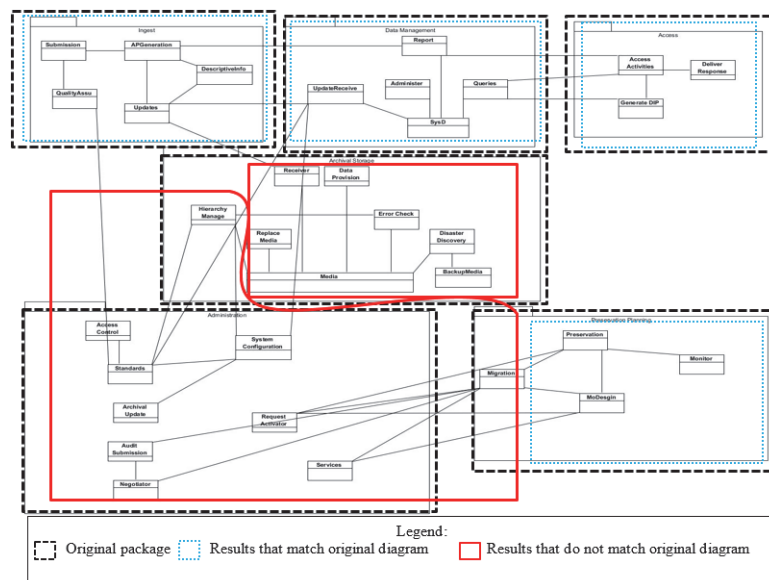 Ingest
Data Management
Access
Submission
APGeneration
Report
Access
Activities
Deliver
Response
DescriptiveInfo
QualityAssu
UpdateReceive
Administer
Queries
Updates
Generate DIP
SysD
Archival Storage
Receiver
Data
Provision
Hierarchy
Manage
Error Check
Replace
Media
Disaster
Discovery
Media
BackupMedia
Administration
Preservation Planning
Access
Control
System
Configuration
Preservation
Monitor
Standards
Migration
MoDesgin
Archival
Update
Request
Activator
Audit
Submission
Services
Negotiator
Legend:
Original package
Results that match original diagram
Results that do not match original diagram